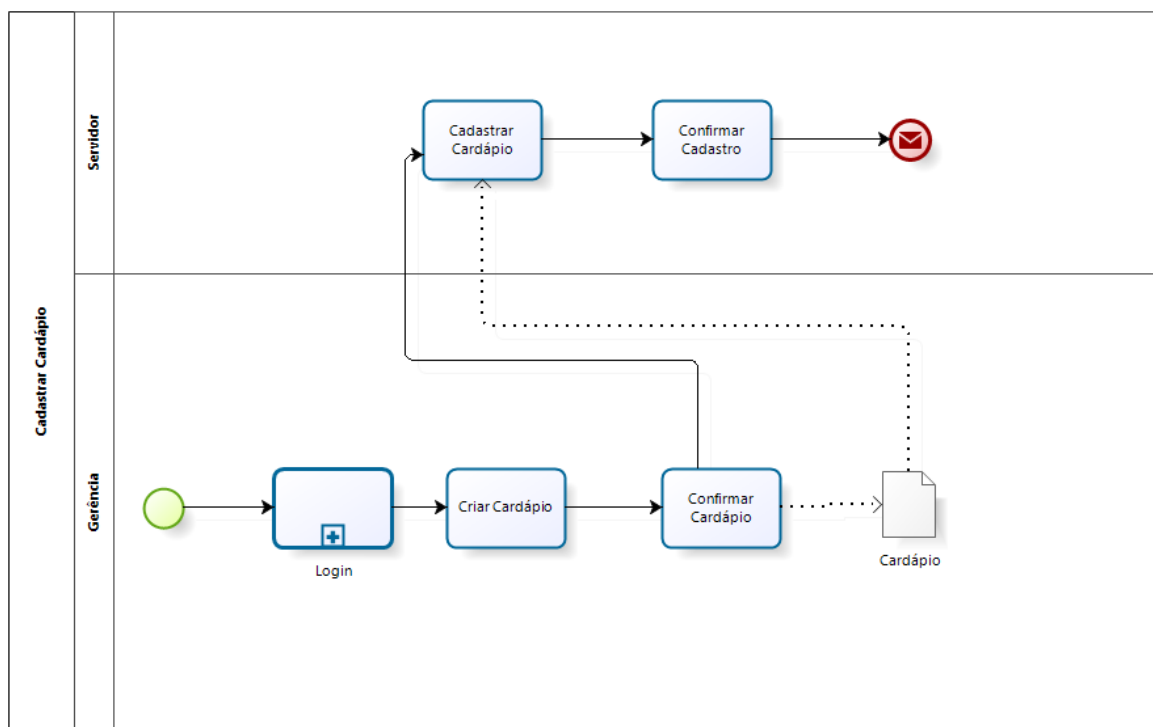 Cadastrar Cardápio
Servidor
Cadastrar
Cardápio
Confirmar
Cadastro
Gerência
Login
Criar Cardápio
Confirmar
Cardápio
Cardápio